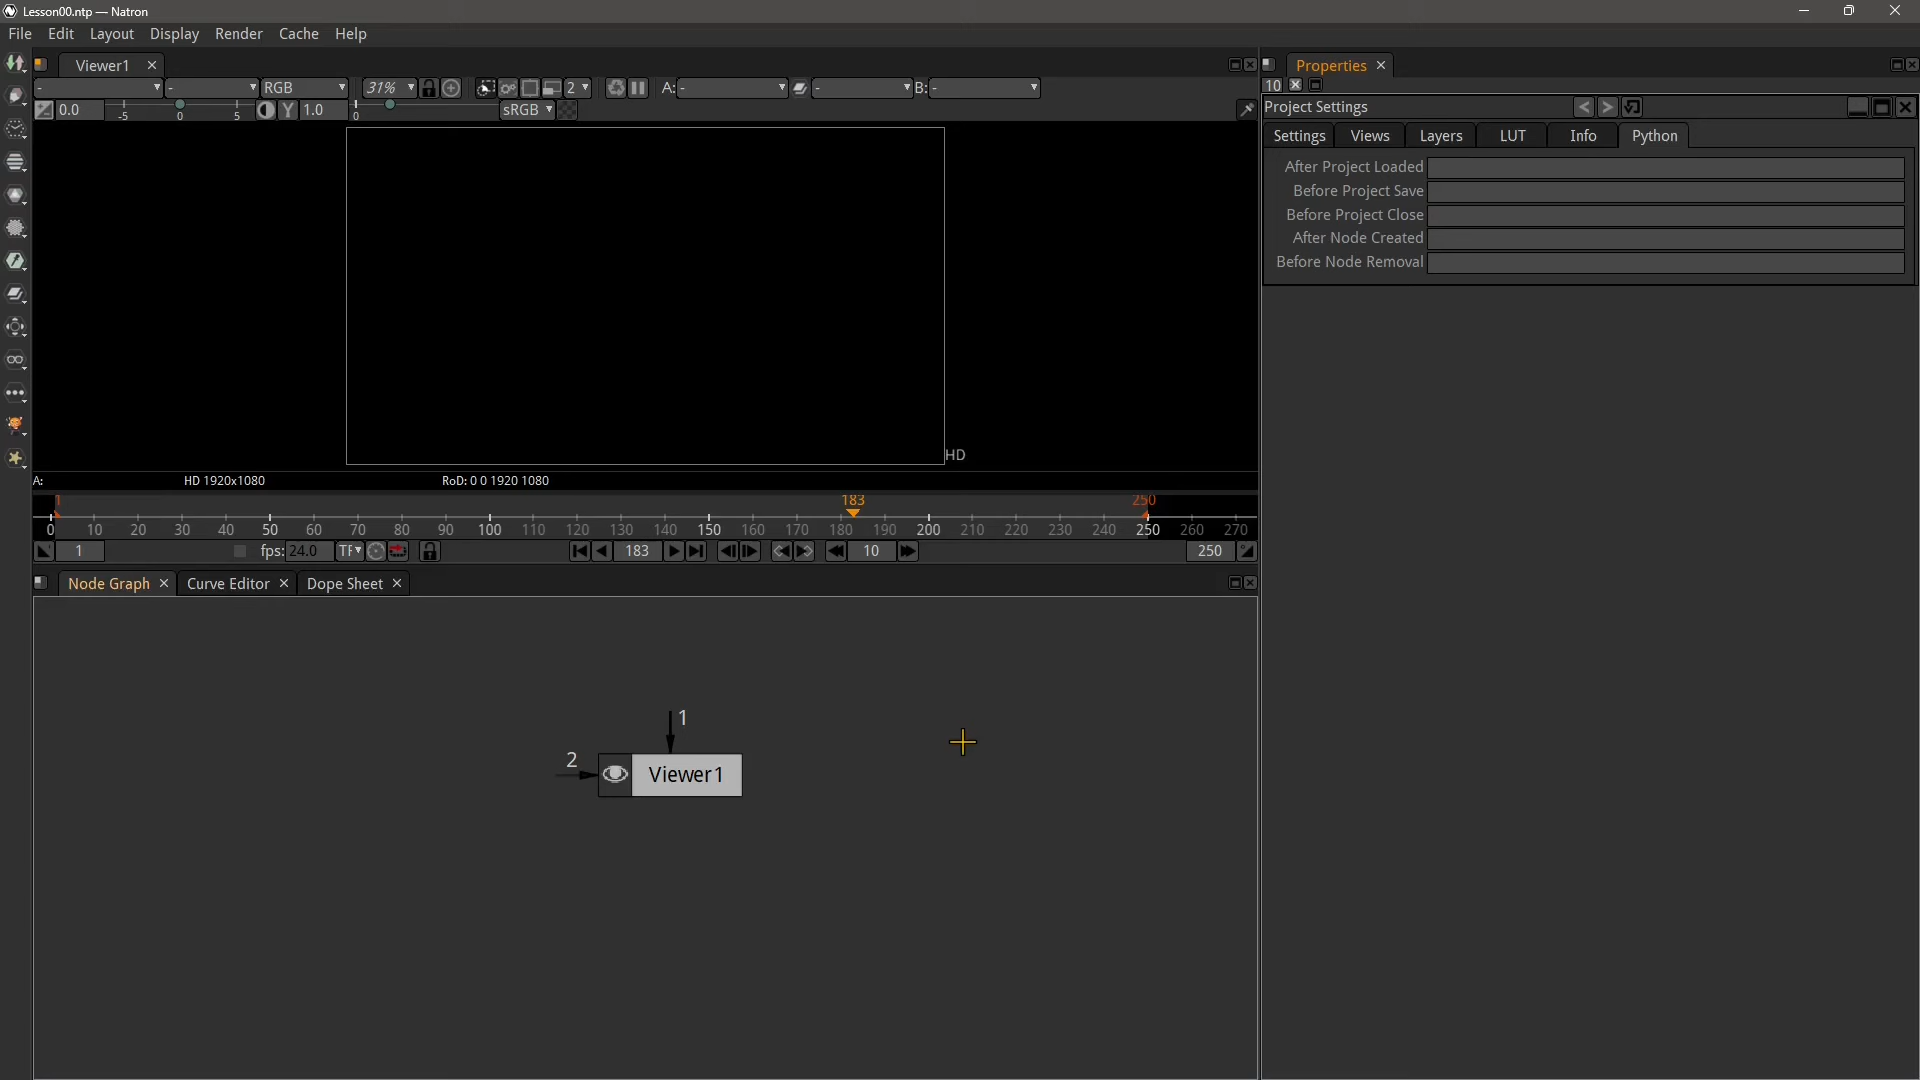 Lesson00.ntp — Natron
File Edit Layout Display Render Cache Help
Viewer1
Properties
- - RGB 31% 2 A: - - B: -
10
0.0 -5 0 5 Y 1.0 0 sRGB
Project Settings
Settings Views Layers LUT Info Python
After Project Loaded
Before Project Save
Before Project Close
After Node Created
Before Node Removal
HD
A: HD 1920x1080 RoD: 0 0 1920 1080
1 183 250
0 10 20 30 40 50 60 70 80 90 100 110 120 130 140 150 160 170 180 190 200 210 220 230 240 250 260 270
1 fps: 24.0 TF 183 10 250
Node Graph Curve Editor Dope Sheet
1
2
Viewer1